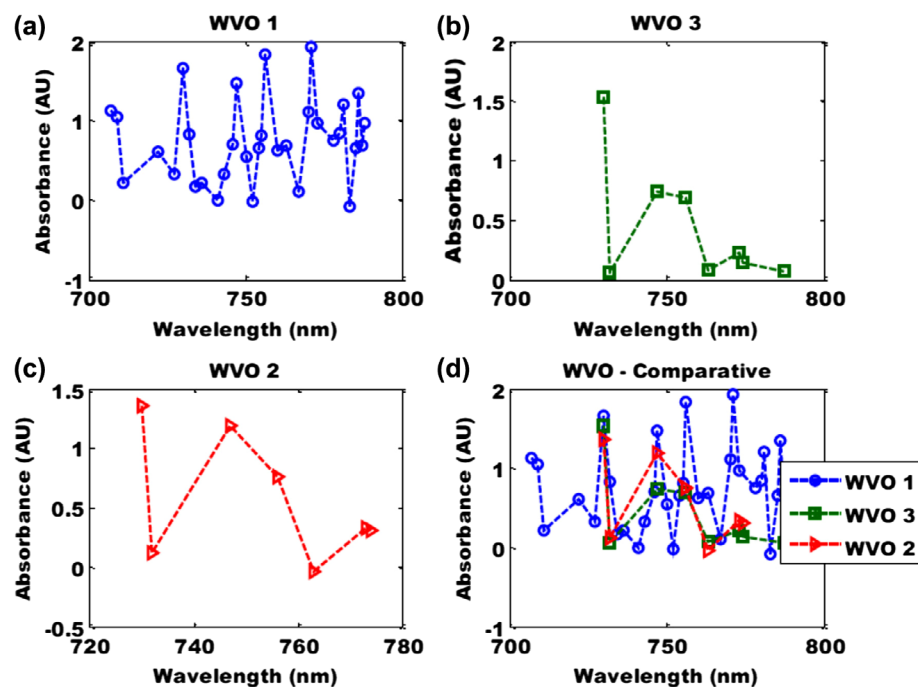 (a)
WVO 1
2
1
0
-1
700
750
800
Absorbance (AU)
Wavelength (nm)
(b)
WVO 3
2
1.5
1
0.5
0
700
750
800
Absorbance (AU)
Wavelength (nm)
(c)
WVO 2
1.5
1
0.5
0
-0.5
720
740
760
780
Absorbance (AU)
Wavelength (nm)
(d)
WVO - Comparative
2
1
0
-1
700
750
800
Absorbance (AU)
Wavelength (nm)
WVO 1
WVO 3
WVO 2